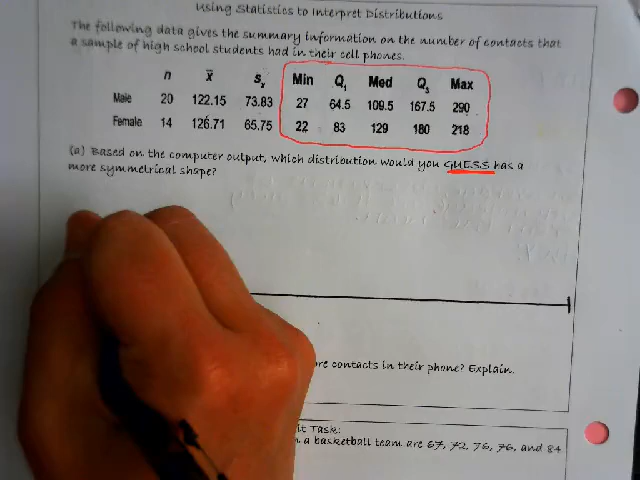 Using Statistics to Interpret Distributions
The following data gives the summary information on the number of contacts that
a sample of high school students had in their cell phones.
n x̄ Sx Min Q1 Med Q3 Max
Male 20 122.15 73.83 27 64.5 109.5 167.5 290
Female 14 126.71 65.75 22 83 129 180 218
(a) Based on the computer output, which distribution would you GUESS has a
more symmetrical shape?
contacts in their phone? Explain.
Task:
a basketball team are 67, 72, 76, 76, and 84